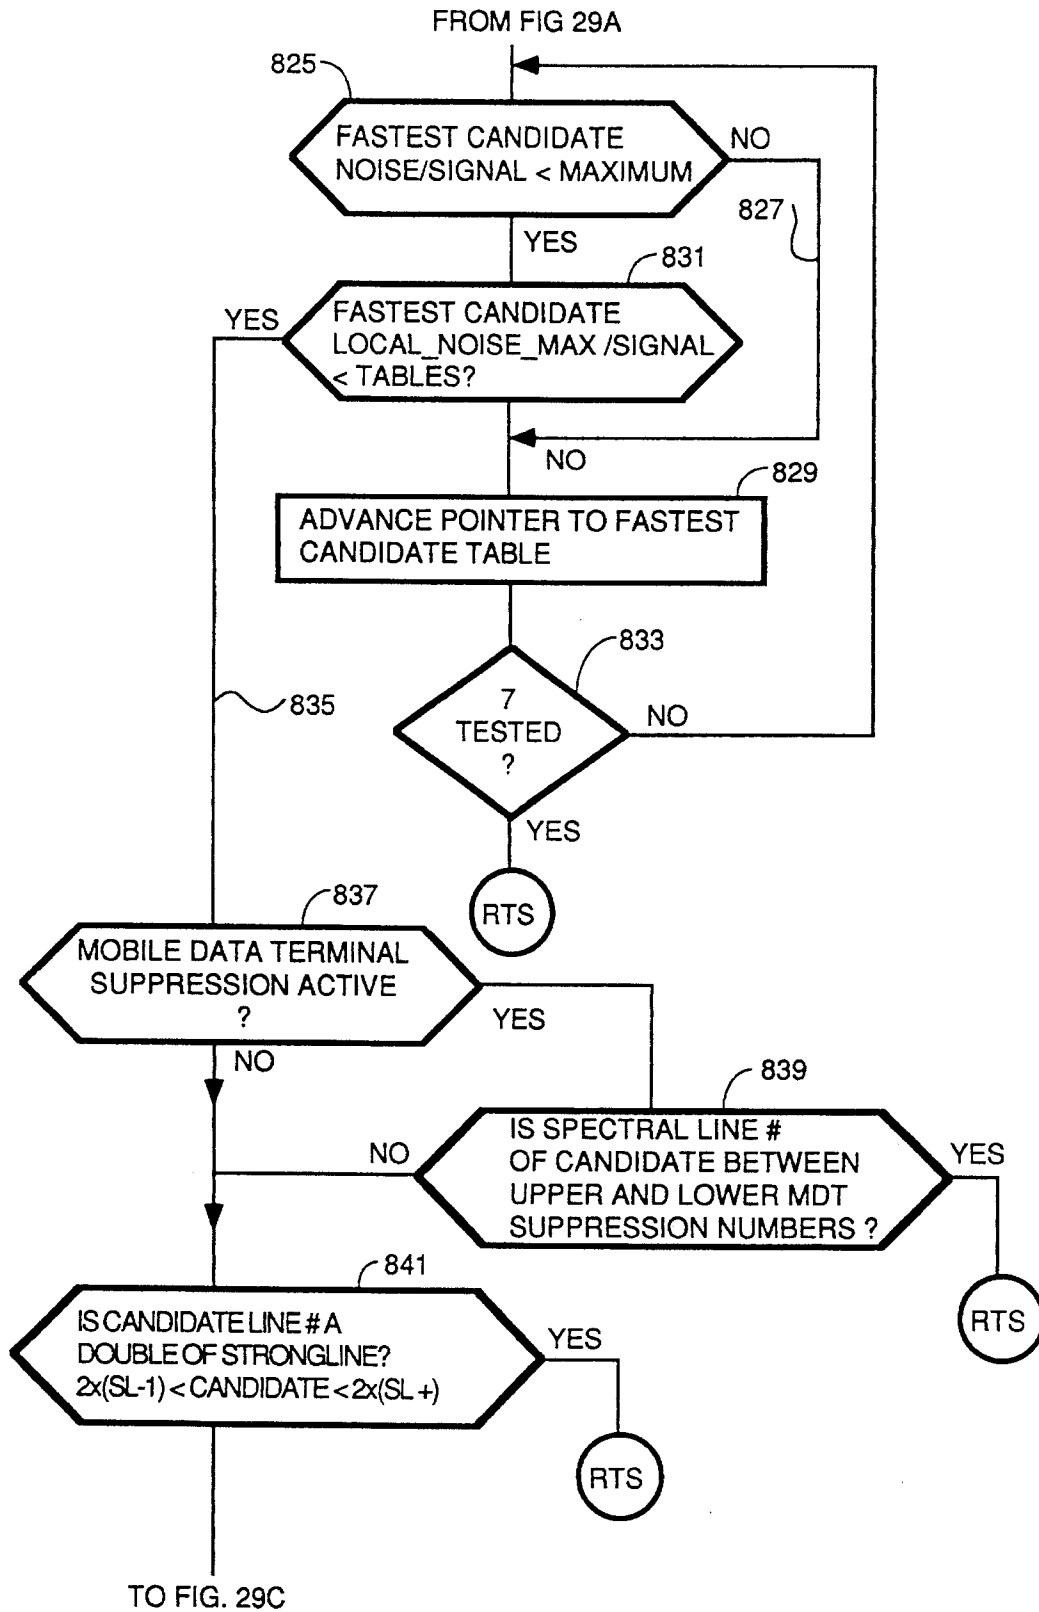 FROM FIG 29A
825
FASTEST CANDIDATE
NOISE/SIGNAL < MAXIMUM
NO
827
YES
831
YES
FASTEST CANDIDATE
LOCAL_NOISE_MAX /SIGNAL
< TABLES?
NO
829
ADVANCE POINTER TO FASTEST
CANDIDATE TABLE
833
835
7
TESTED
?
NO
YES
RTS
837
MOBILE DATA TERMINAL
SUPPRESSION ACTIVE
?
YES
NO
839
NO
IS SPECTRAL LINE #
OF CANDIDATE BETWEEN
UPPER AND LOWER MDT
SUPPRESSION NUMBERS ?
YES
RTS
841
IS CANDIDATE LINE # A
DOUBLE OF STRONGLINE?
2x(SL-1) < CANDIDATE < 2x(SL +)
YES
RTS
TO FIG. 29C